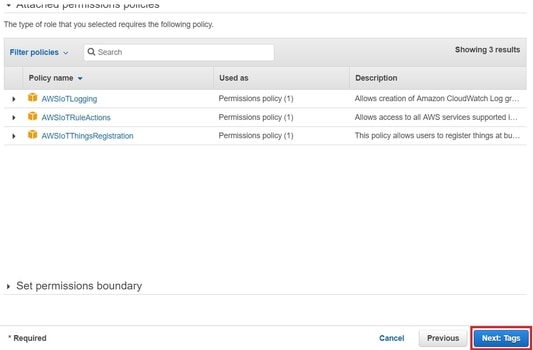 Attached permissions policies
The type of role that you selected requires the following policy.
Filter policies Search Showing 3 results
Policy name Used as Description
AWSIoTLogging Permissions policy (1) Allows creation of Amazon CloudWatch Log gr...
AWSIoTRuleActions Permissions policy (1) Allows access to all AWS services supported i...
AWSIoTThingsRegistration Permissions policy (1) This policy allows users to register things at bu...
Set permissions boundary
* Required Cancel Previous Next: Tags